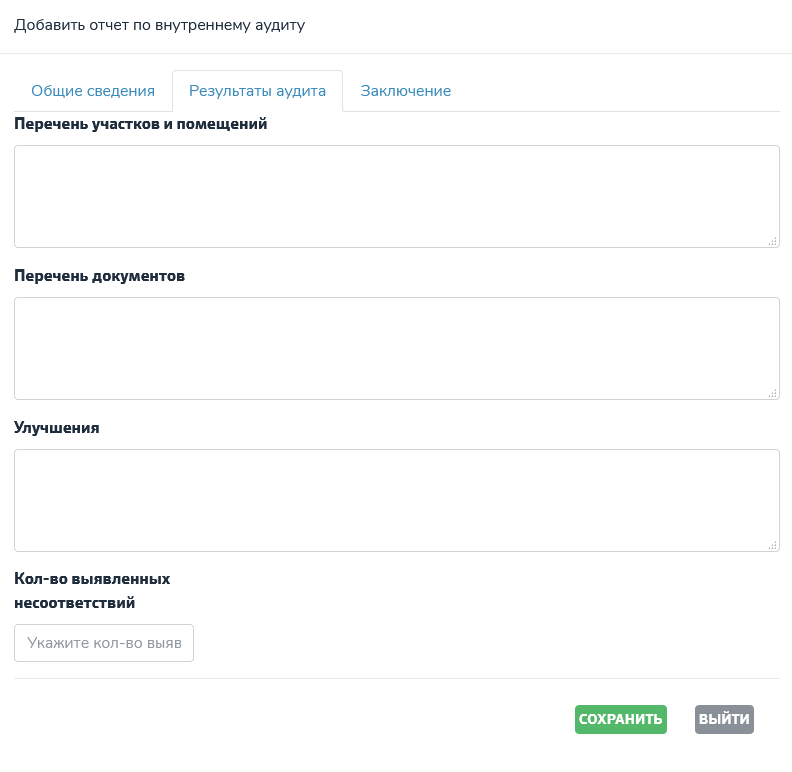 Добавить отчет по внутреннему аудиту
Общие сведения Результаты аудита Заключение
Перечень участков и помещений
Перечень документов
Улучшения
Кол-во выявленных
несоответствий
Укажите кол-во выяв
СОХРАНИТЬ ВЫЙТИ